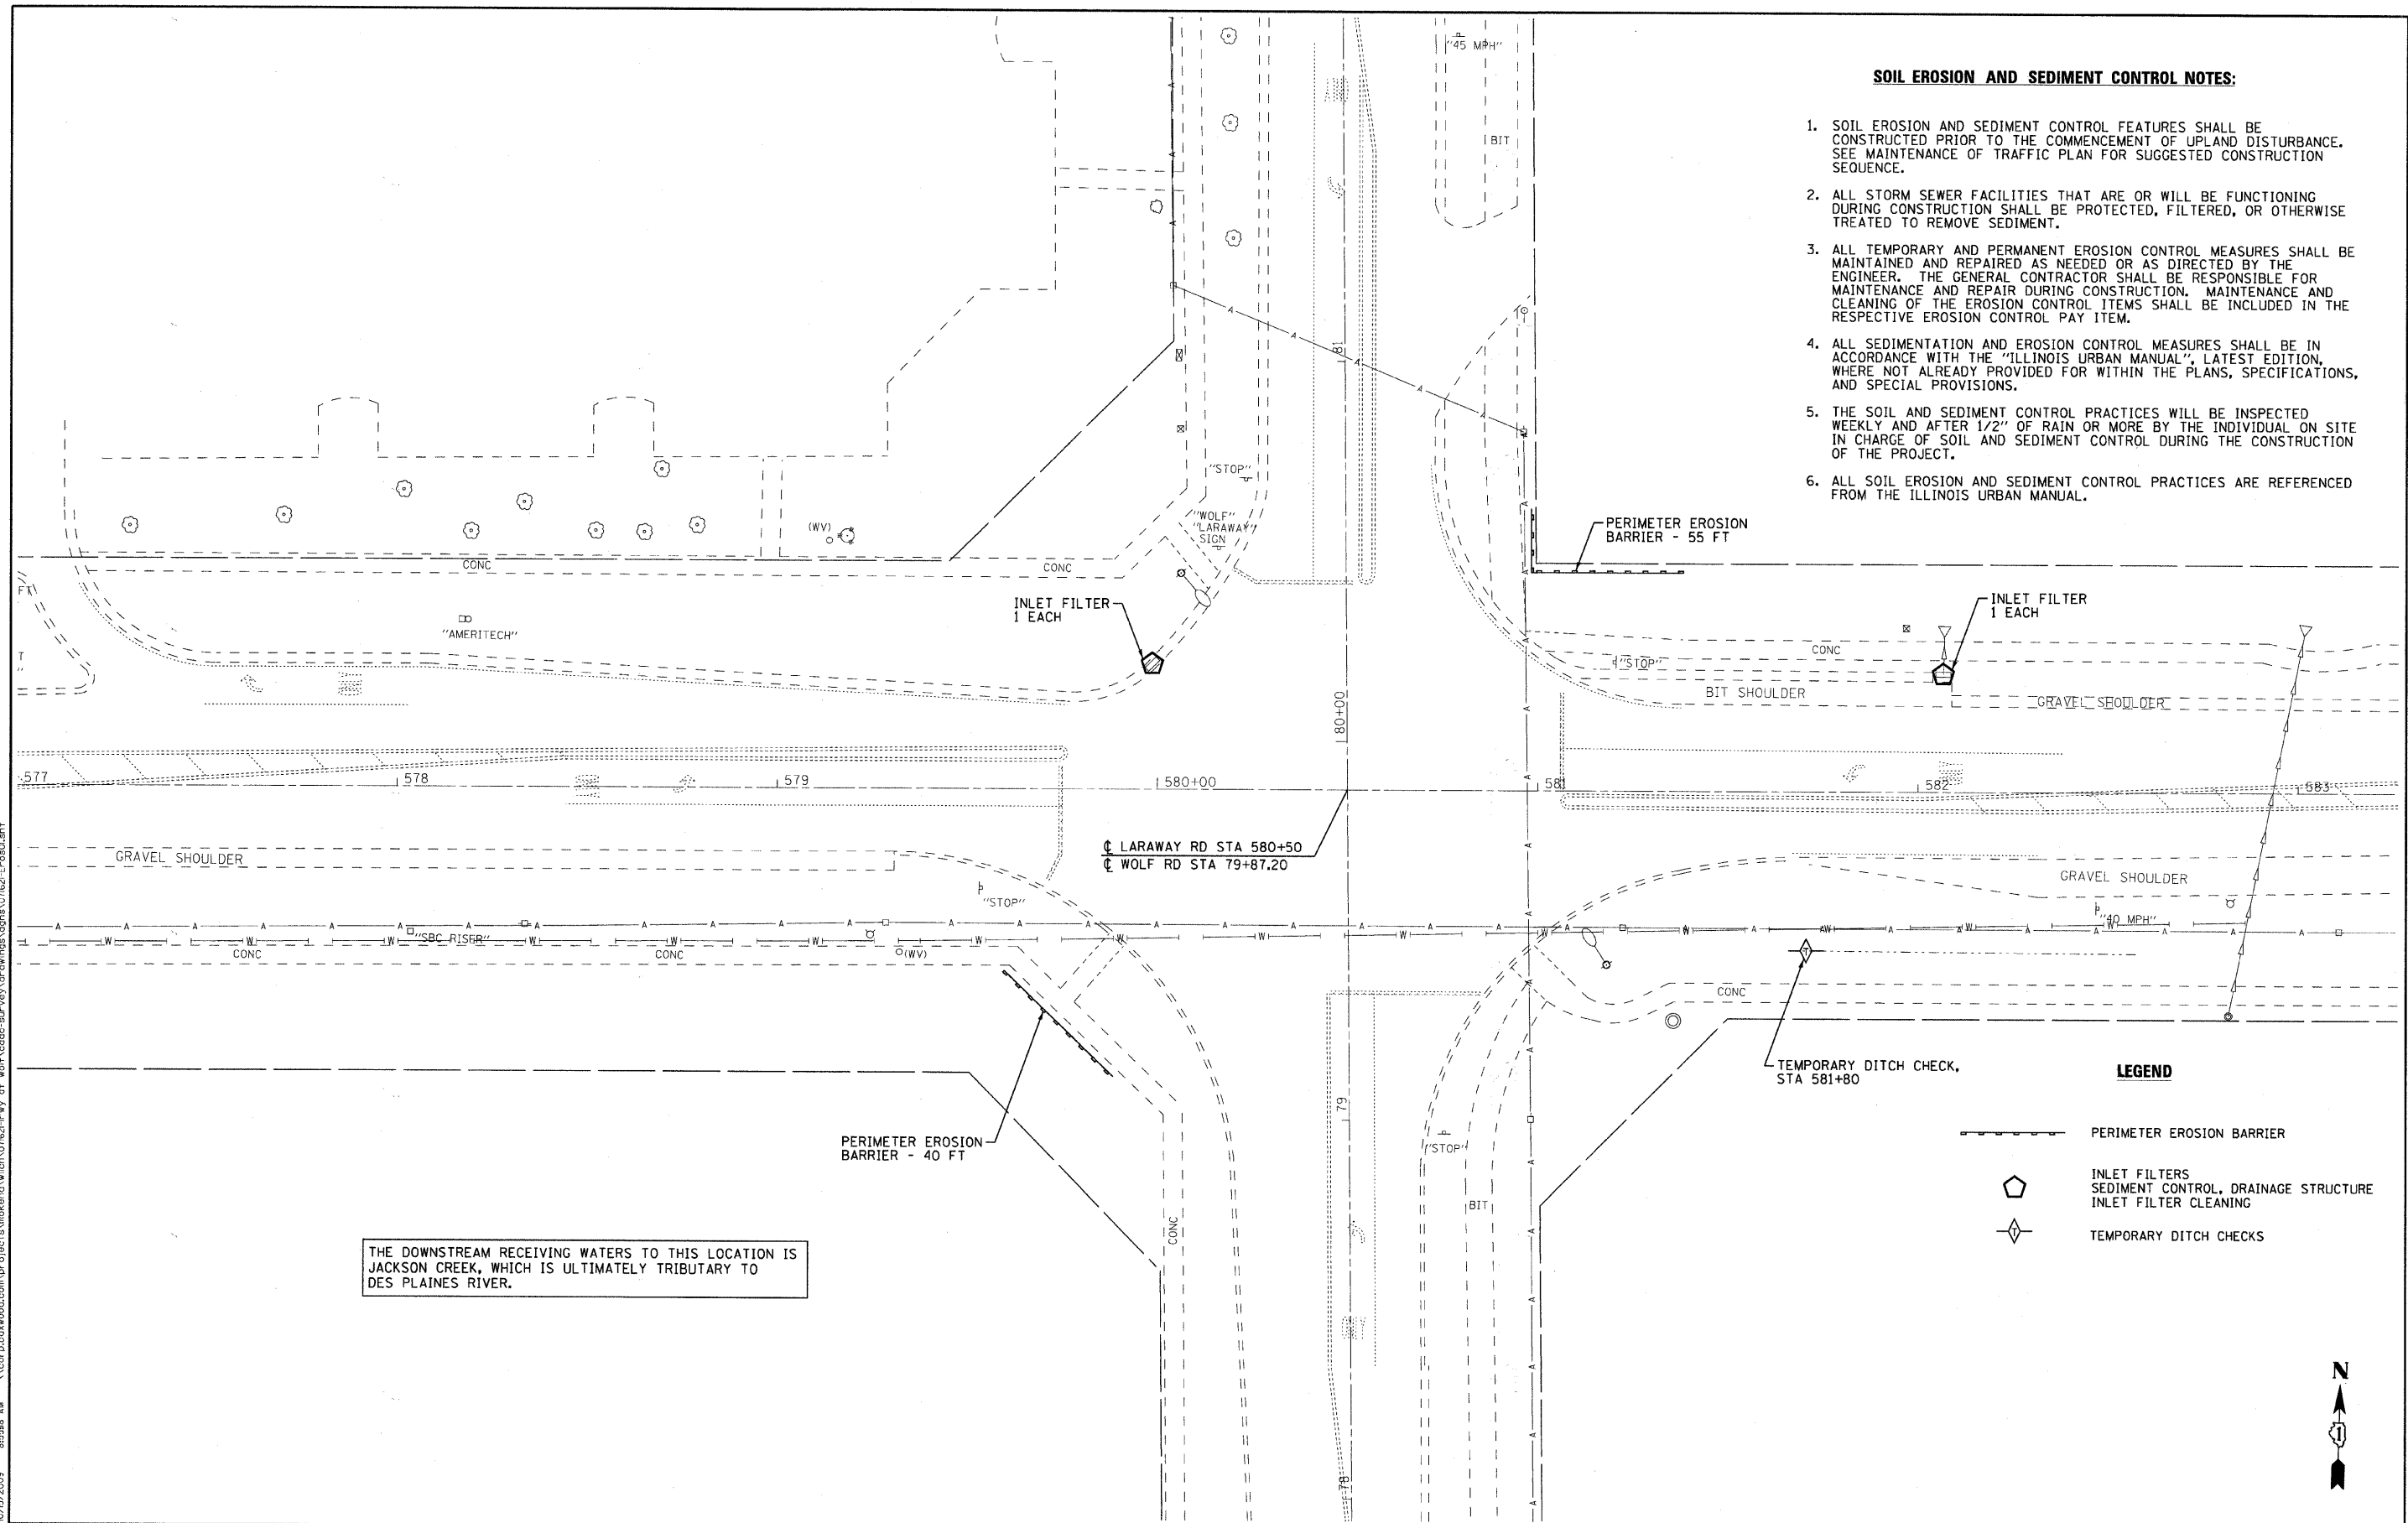 SOIL EROSION AND SEDIMENT CONTROL NOTES:
1. SOIL EROSION AND SEDIMENT CONTROL FEATURES SHALL BE
CONSTRUCTED PRIOR TO THE COMMENCEMENT OF UPLAND DISTURBANCE.
SEE MAINTENANCE OF TRAFFIC PLAN FOR SUGGESTED CONSTRUCTION
SEQUENCE.
2. ALL STORM SEWER FACILITIES THAT ARE OR WILL BE FUNCTIONING
DURING CONSTRUCTION SHALL BE PROTECTED, FILTERED, OR OTHERWISE
TREATED TO REMOVE SEDIMENT.
3. ALL TEMPORARY AND PERMANENT EROSION CONTROL MEASURES SHALL BE
MAINTAINED AND REPAIRED AS NEEDED OR AS DIRECTED BY THE
ENGINEER. THE GENERAL CONTRACTOR SHALL BE RESPONSIBLE FOR
MAINTENANCE AND REPAIR DURING CONSTRUCTION. MAINTENANCE AND
CLEANING OF THE EROSION CONTROL ITEMS SHALL BE INCLUDED IN THE
RESPECTIVE EROSION CONTROL PAY ITEM.
4. ALL SEDIMENTATION AND EROSION CONTROL MEASURES SHALL BE IN
ACCORDANCE WITH THE "ILLINOIS URBAN MANUAL", LATEST EDITION,
WHERE NOT ALREADY PROVIDED FOR WITHIN THE PLANS, SPECIFICATIONS,
AND SPECIAL PROVISIONS.
5. THE SOIL AND SEDIMENT CONTROL PRACTICES WILL BE INSPECTED
WEEKLY AND AFTER 1/2" OF RAIN OR MORE BY THE INDIVIDUAL ON SITE
IN CHARGE OF SOIL AND SEDIMENT CONTROL DURING THE CONSTRUCTION
OF THE PROJECT.
6. ALL SOIL EROSION AND SEDIMENT CONTROL PRACTICES ARE REFERENCED
FROM THE ILLINOIS URBAN MANUAL.
"45 MPH"
BIT
81
"STOP"
"WOLF"
"LARAWAY"
SIGN
(WV)
PERIMETER EROSION
BARRIER - 55 FT
CONC
CONC
FT
INLET FILTER
1 EACH
INLET FILTER
1 EACH
"AMERITECH"
T
"STOP"
CONC
BIT SHOULDER
GRAVEL SHOULDER
80+00
577
578
579
580+00
581
582
583
℄ LARAWAY RD STA 580+50
℄ WOLF RD STA 79+87.20
GRAVEL SHOULDER
GRAVEL SHOULDER
"STOP"
"40 MPH"
"SBC RISER"
CONC
CONC
(WV)
CONC
TEMPORARY DITCH CHECK,
STA 581+80
79
"STOP"
PERIMETER EROSION
BARRIER - 40 FT
BIT
CONC
ONLY
78
THE DOWNSTREAM RECEIVING WATERS TO THIS LOCATION IS
JACKSON CREEK, WHICH IS ULTIMATELY TRIBUTARY TO
DES PLAINES RIVER.
LEGEND
PERIMETER EROSION BARRIER
INLET FILTERS
SEDIMENT CONTROL, DRAINAGE STRUCTURE
INLET FILTER CLEANING
T
TEMPORARY DITCH CHECKS
N
1